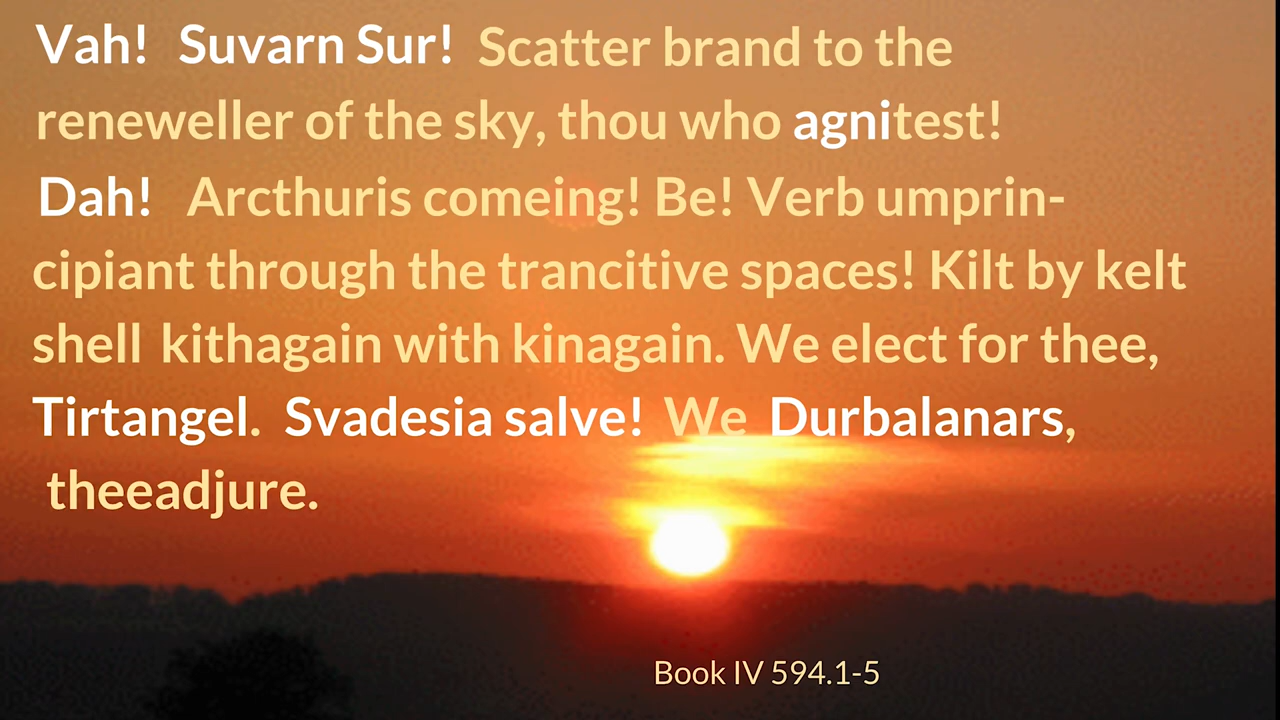 Vah! Suvarn Sur! Scatter brand to the
reneweller of the sky, thou who agnitest!
Dah! Arcthuris comeing! Be! Verb umprin-
cipiant through the trancitive spaces! Kilt by kelt
shell kithagain with kinagain. We elect for thee,
Tirtangel. Svadesia salve! We Durbalanars,
theeadjure.
Book IV 594.1-5